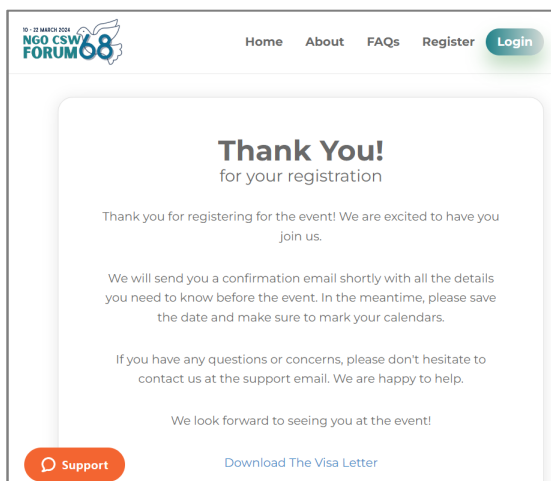 10 - 22 MARCH 2024
NGO CSW
FORUM 68
Home About FAQs Register Login
Thank You!
for your registration
Thank you for registering for the event! We are excited to have you
join us.
We will send you a confirmation email shortly with all the details
you need to know before the event. In the meantime, please save
the date and make sure to mark your calendars.
If you have any questions or concerns, please don't hesitate to
contact us at the support email. We are happy to help.
We look forward to seeing you at the event!
Support
Download The Visa Letter